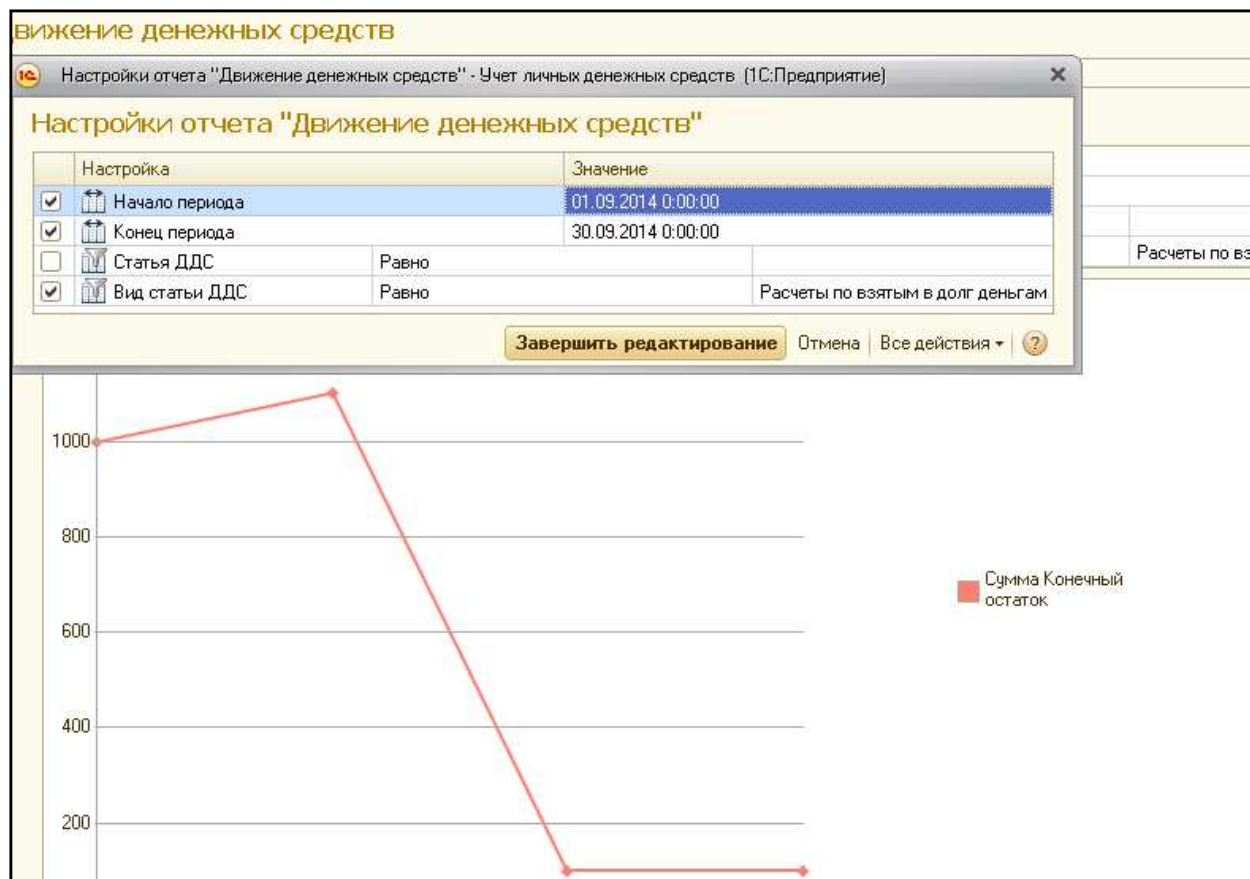 вижение денежных средств
1С Настройки отчета "Движение денежных средств" - Учет личных денежных средств (1С:Предприятие)
Настройки отчета "Движение денежных средств"
Настройка Значение
Начало периода 01.09.2014 0:00:00
Конец периода 30.09.2014 0:00:00
Статья ДДС Равно
Вид статьи ДДС Равно Расчеты по взятым в долг деньгам
Расчеты по вз
Завершить редактирование Отмена Все действия ?
1000
800
600
400
200
Сумма Конечный
остаток